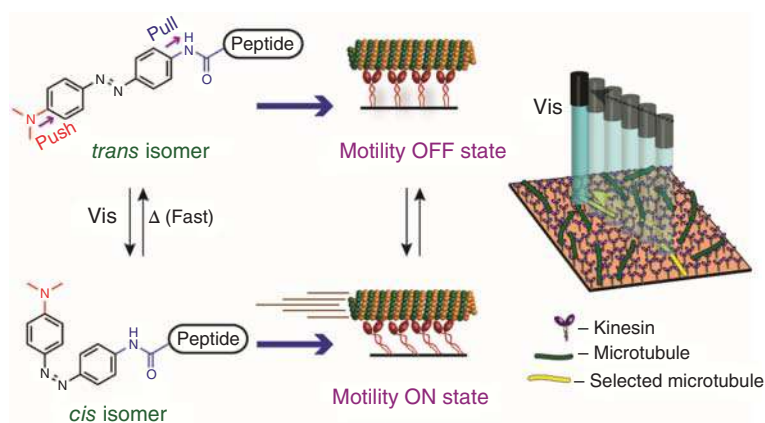 Pull
H
N
Peptide
O
N
N
N
Push
trans isomer
Motility OFF state
Vis
Vis
Δ (Fast)
N
H
N
Peptide
O
N
N
cis isomer
Motility ON state
– Kinesin
– Microtubule
– Selected microtubule